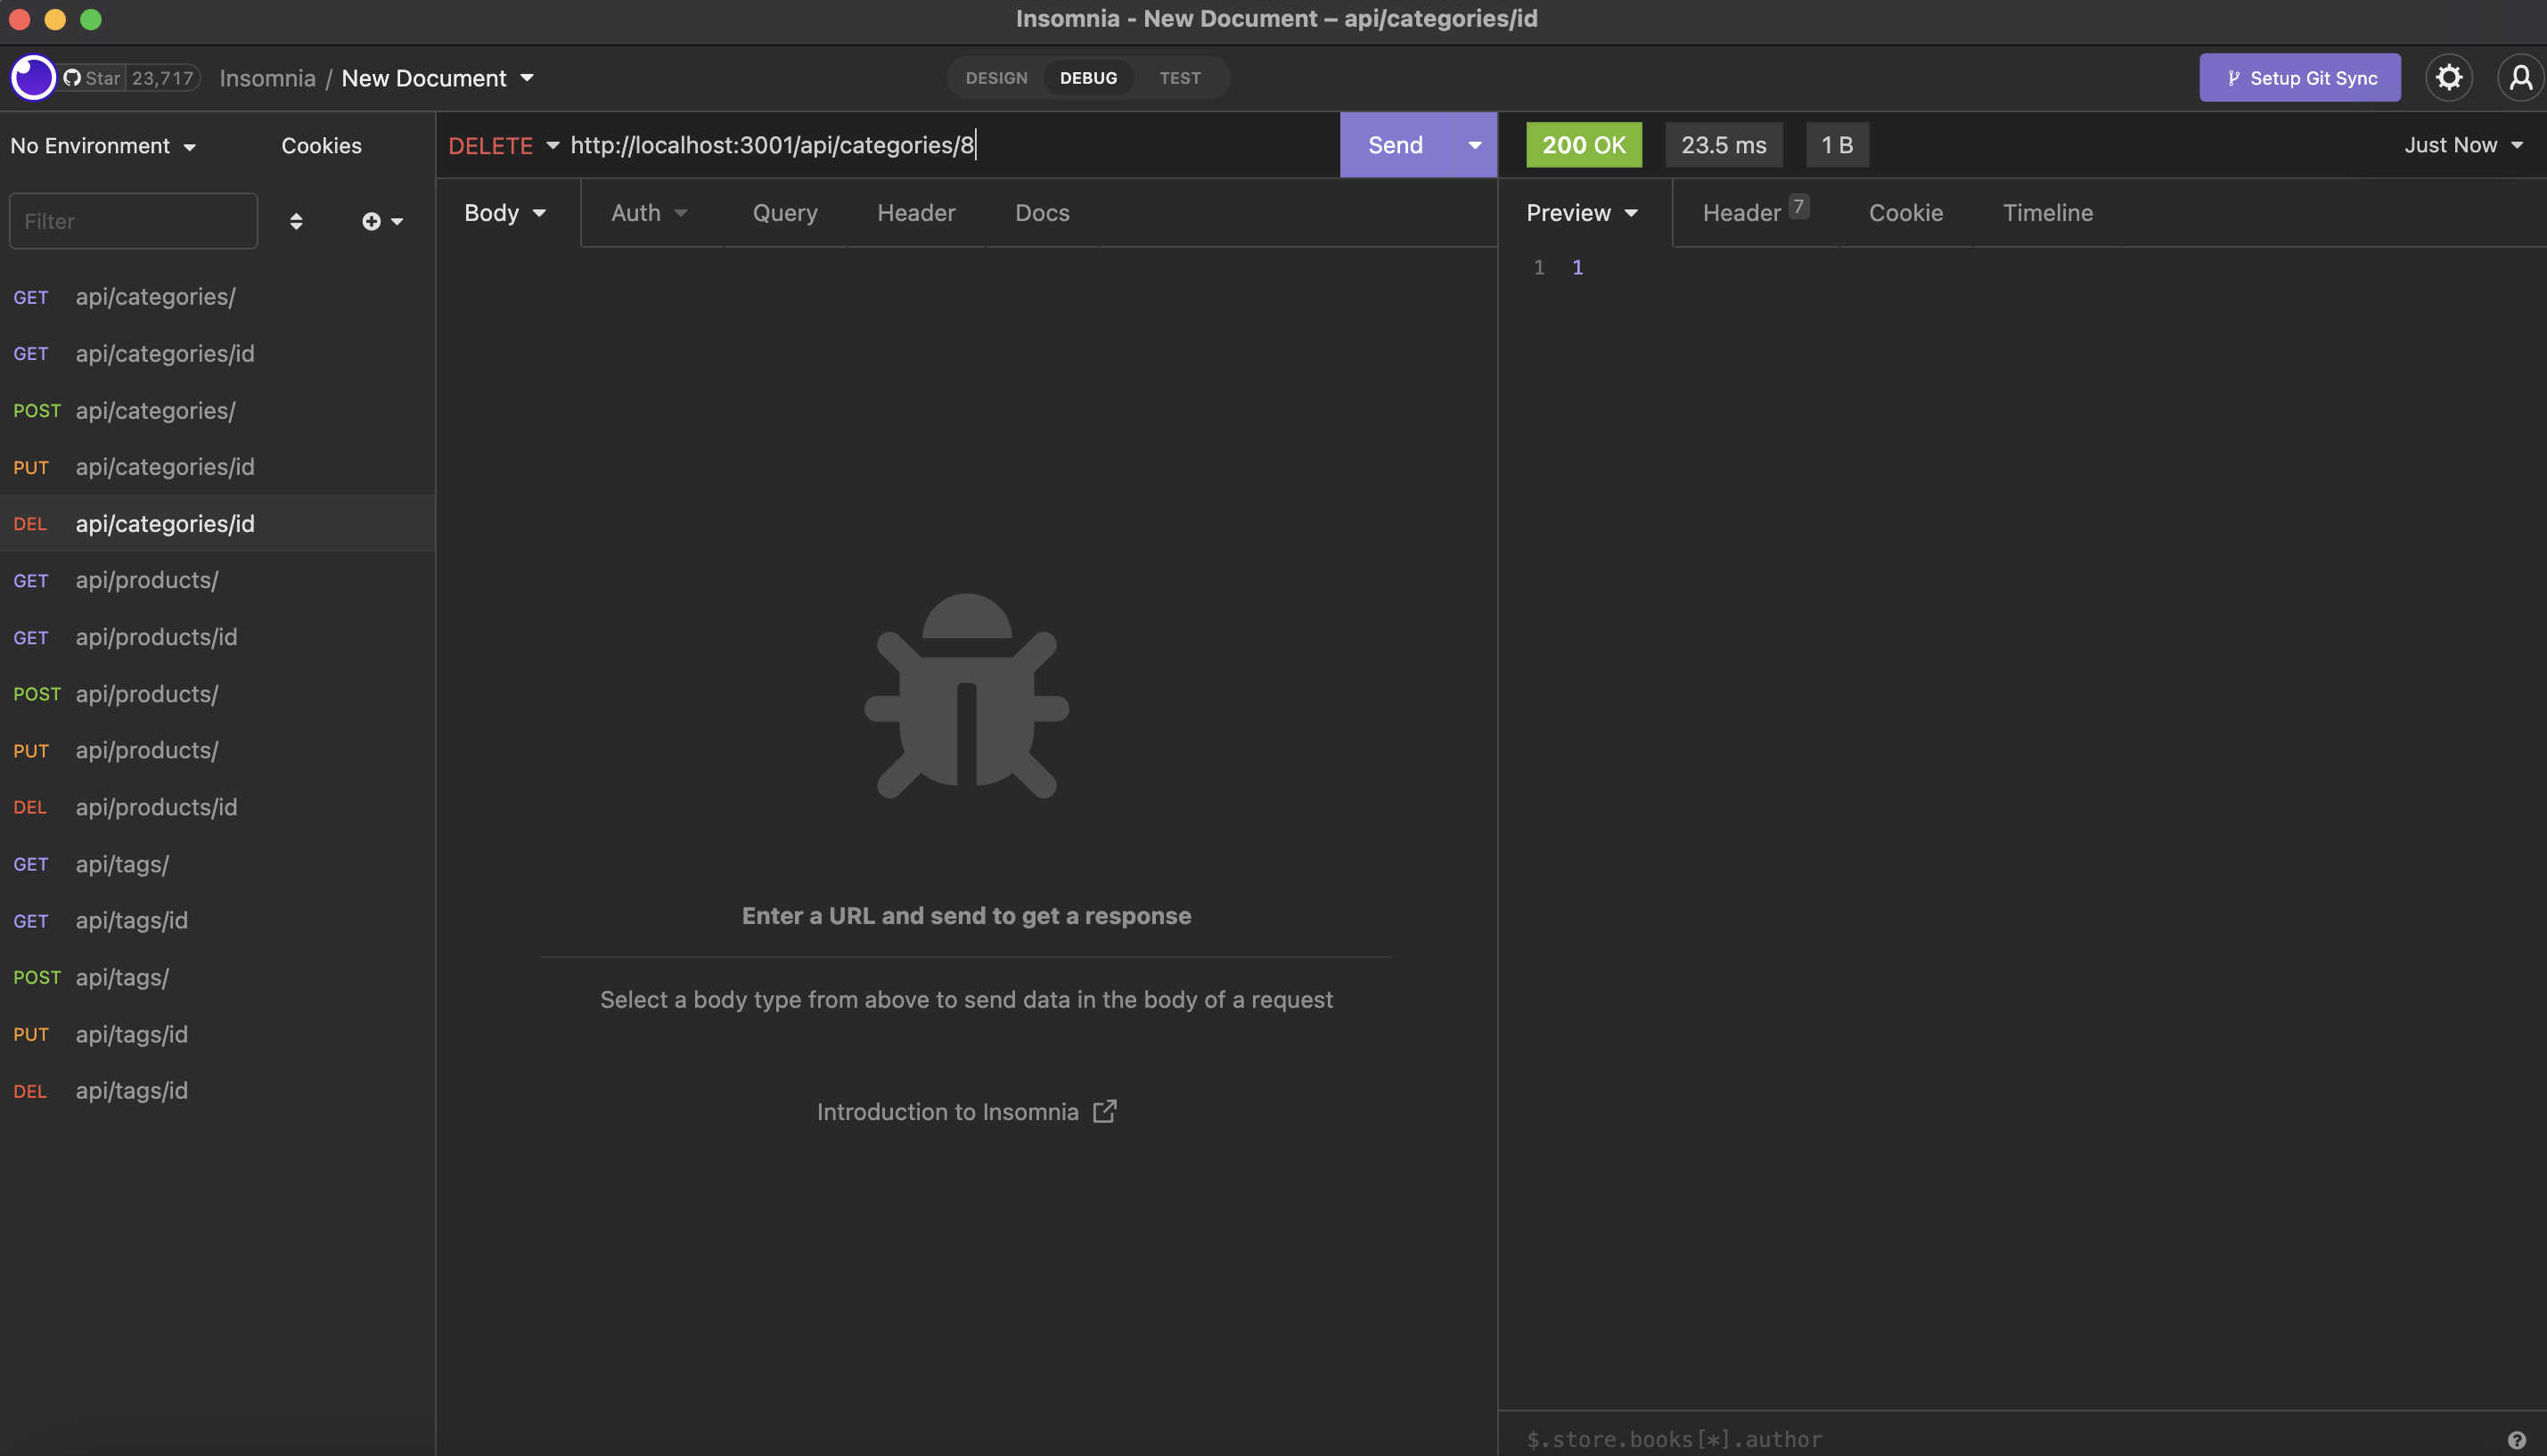 Insomnia - New Document – api/categories/id
Star 23,717 Insomnia / New Document DESIGN DEBUG TEST Setup Git Sync
No Environment Cookies
Filter
GET api/categories/
GET api/categories/id
POST api/categories/
PUT api/categories/id
DEL api/categories/id
GET api/products/
GET api/products/id
POST api/products/
PUT api/products/
DEL api/products/id
GET api/tags/
GET api/tags/id
POST api/tags/
PUT api/tags/id
DEL api/tags/id
DELETE http://localhost:3001/api/categories/8 Send
Body Auth Query Header Docs
Enter a URL and send to get a response
Select a body type from above to send data in the body of a request
Introduction to Insomnia
200 OK 23.5 ms 1 B Just Now
Preview Header 7 Cookie Timeline
1 1
$.store.books[*].author ?